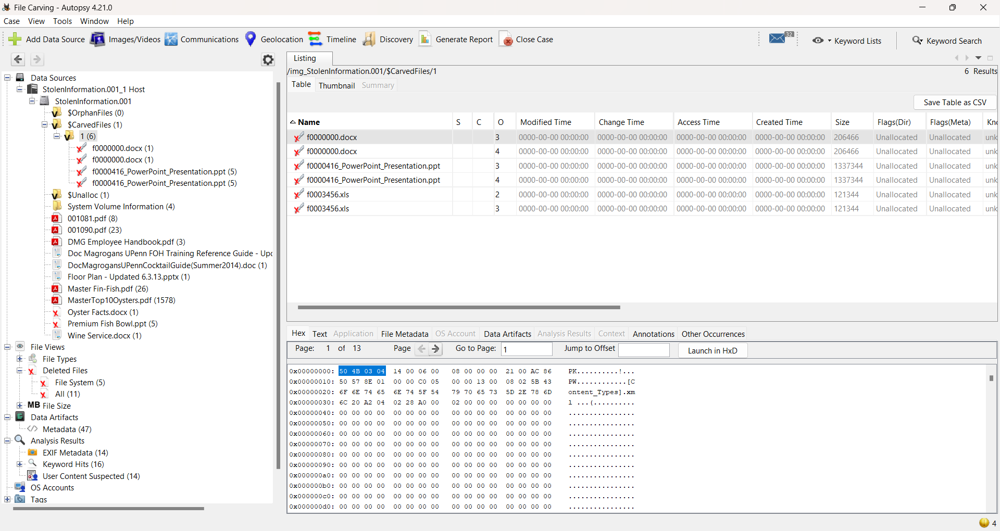 File Carving - Autopsy 4.21.0
Case View Tools Window Help
Add Data Source Images/Videos Communications Geolocation Timeline Discovery Generate Report Close Case 32 Keyword Lists Keyword Search
Data Sources
StolenInformation.001_1 Host
StolenInformation.001
$OrphanFiles (0)
$CarvedFiles (1)
1 (6)
f0000000.docx (1)
f0000000.docx (1)
f0000416_PowerPoint_Presentation.ppt (5)
f0000416_PowerPoint_Presentation.ppt (5)
$Unalloc (1)
System Volume Information (4)
001081.pdf (8)
001090.pdf (23)
DMG Employee Handbook.pdf (3)
Doc Magrogans UPenn FOH Training Reference Guide - Upd
DocMagrogansUPennCocktailGuide(Summer2014).doc (1)
Floor Plan - Updated 6.3.13.pptx (1)
Master Fin-Fish.pdf (26)
MasterTop10Oysters.pdf (1578)
Oyster Facts.docx (1)
Premium Fish Bowl.ppt (5)
Wine Service.docx (1)
File Views
File Types
Deleted Files
File System (5)
All (11)
MB File Size
Data Artifacts
Metadata (47)
Analysis Results
EXIF Metadata (14)
Keyword Hits (16)
User Content Suspected (14)
OS Accounts
Tags
Listing
/img_StolenInformation.001/$CarvedFiles/1 6 Results
Table Thumbnail Summary
Save Table as CSV
Name S C O Modified Time Change Time Access Time Created Time Size Flags(Dir) Flags(Meta) Kno
f0000000.docx 3 0000-00-00 00:00:00 0000-00-00 00:00:00 0000-00-00 00:00:00 0000-00-00 00:00:00 206466 Unallocated Unallocated unk
f0000000.docx 4 0000-00-00 00:00:00 0000-00-00 00:00:00 0000-00-00 00:00:00 0000-00-00 00:00:00 206466 Unallocated Unallocated unk
f0000416_PowerPoint_Presentation.ppt 3 0000-00-00 00:00:00 0000-00-00 00:00:00 0000-00-00 00:00:00 0000-00-00 00:00:00 1337344 Unallocated Unallocated unk
f0000416_PowerPoint_Presentation.ppt 4 0000-00-00 00:00:00 0000-00-00 00:00:00 0000-00-00 00:00:00 0000-00-00 00:00:00 1337344 Unallocated Unallocated unk
f0003456.xls 2 0000-00-00 00:00:00 0000-00-00 00:00:00 0000-00-00 00:00:00 0000-00-00 00:00:00 121344 Unallocated Unallocated unk
f0003456.xls 3 0000-00-00 00:00:00 0000-00-00 00:00:00 0000-00-00 00:00:00 0000-00-00 00:00:00 121344 Unallocated Unallocated unk
Hex Text Application File Metadata OS Account Data Artifacts Analysis Results Context Annotations Other Occurrences
Page: 1 of 13 Page Go to Page: 1 Jump to Offset Launch in HxD
0x00000000: 50 4B 03 04 14 00 06 00 08 00 00 00 21 00 AC 86 PK..........!...
0x00000010: 50 57 8E 01 00 00 C0 05 00 00 13 00 08 02 5B 43 PW............[C
0x00000020: 6F 6E 74 65 6E 74 5F 54 79 70 65 73 5D 2E 78 6D ontent_Types].xm
0x00000030: 6C 20 A2 04 02 28 A0 00 02 00 00 00 00 00 00 00 l ...(..........
0x00000040: 00 00 00 00 00 00 00 00 00 00 00 00 00 00 00 00 ................
0x00000050: 00 00 00 00 00 00 00 00 00 00 00 00 00 00 00 00 ................
0x00000060: 00 00 00 00 00 00 00 00 00 00 00 00 00 00 00 00 ................
0x00000070: 00 00 00 00 00 00 00 00 00 00 00 00 00 00 00 00 ................
0x00000080: 00 00 00 00 00 00 00 00 00 00 00 00 00 00 00 00 ................
0x00000090: 00 00 00 00 00 00 00 00 00 00 00 00 00 00 00 00 ................
0x000000a0: 00 00 00 00 00 00 00 00 00 00 00 00 00 00 00 00 ................
0x000000b0: 00 00 00 00 00 00 00 00 00 00 00 00 00 00 00 00 ................
0x000000c0: 00 00 00 00 00 00 00 00 00 00 00 00 00 00 00 00 ................
0x000000d0: 00 00 00 00 00 00 00 00 00 00 00 00 00 00 00 00 ................
4